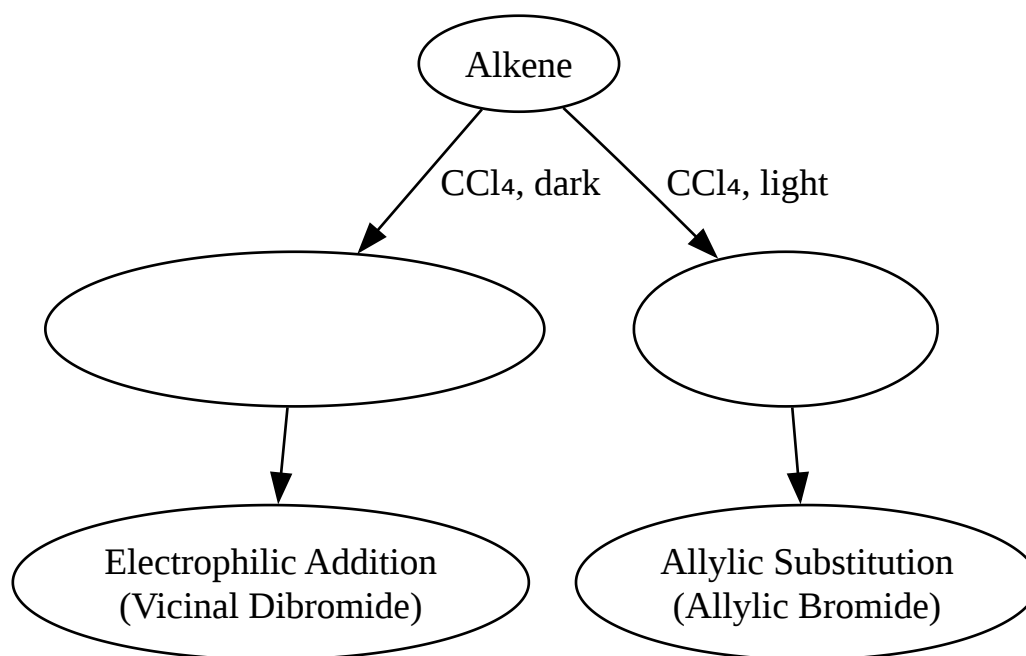 Alkene
CCl₄, dark
CCl₄, light
Electrophilic Addition
(Vicinal Dibromide)
Allylic Substitution
(Allylic Bromide)